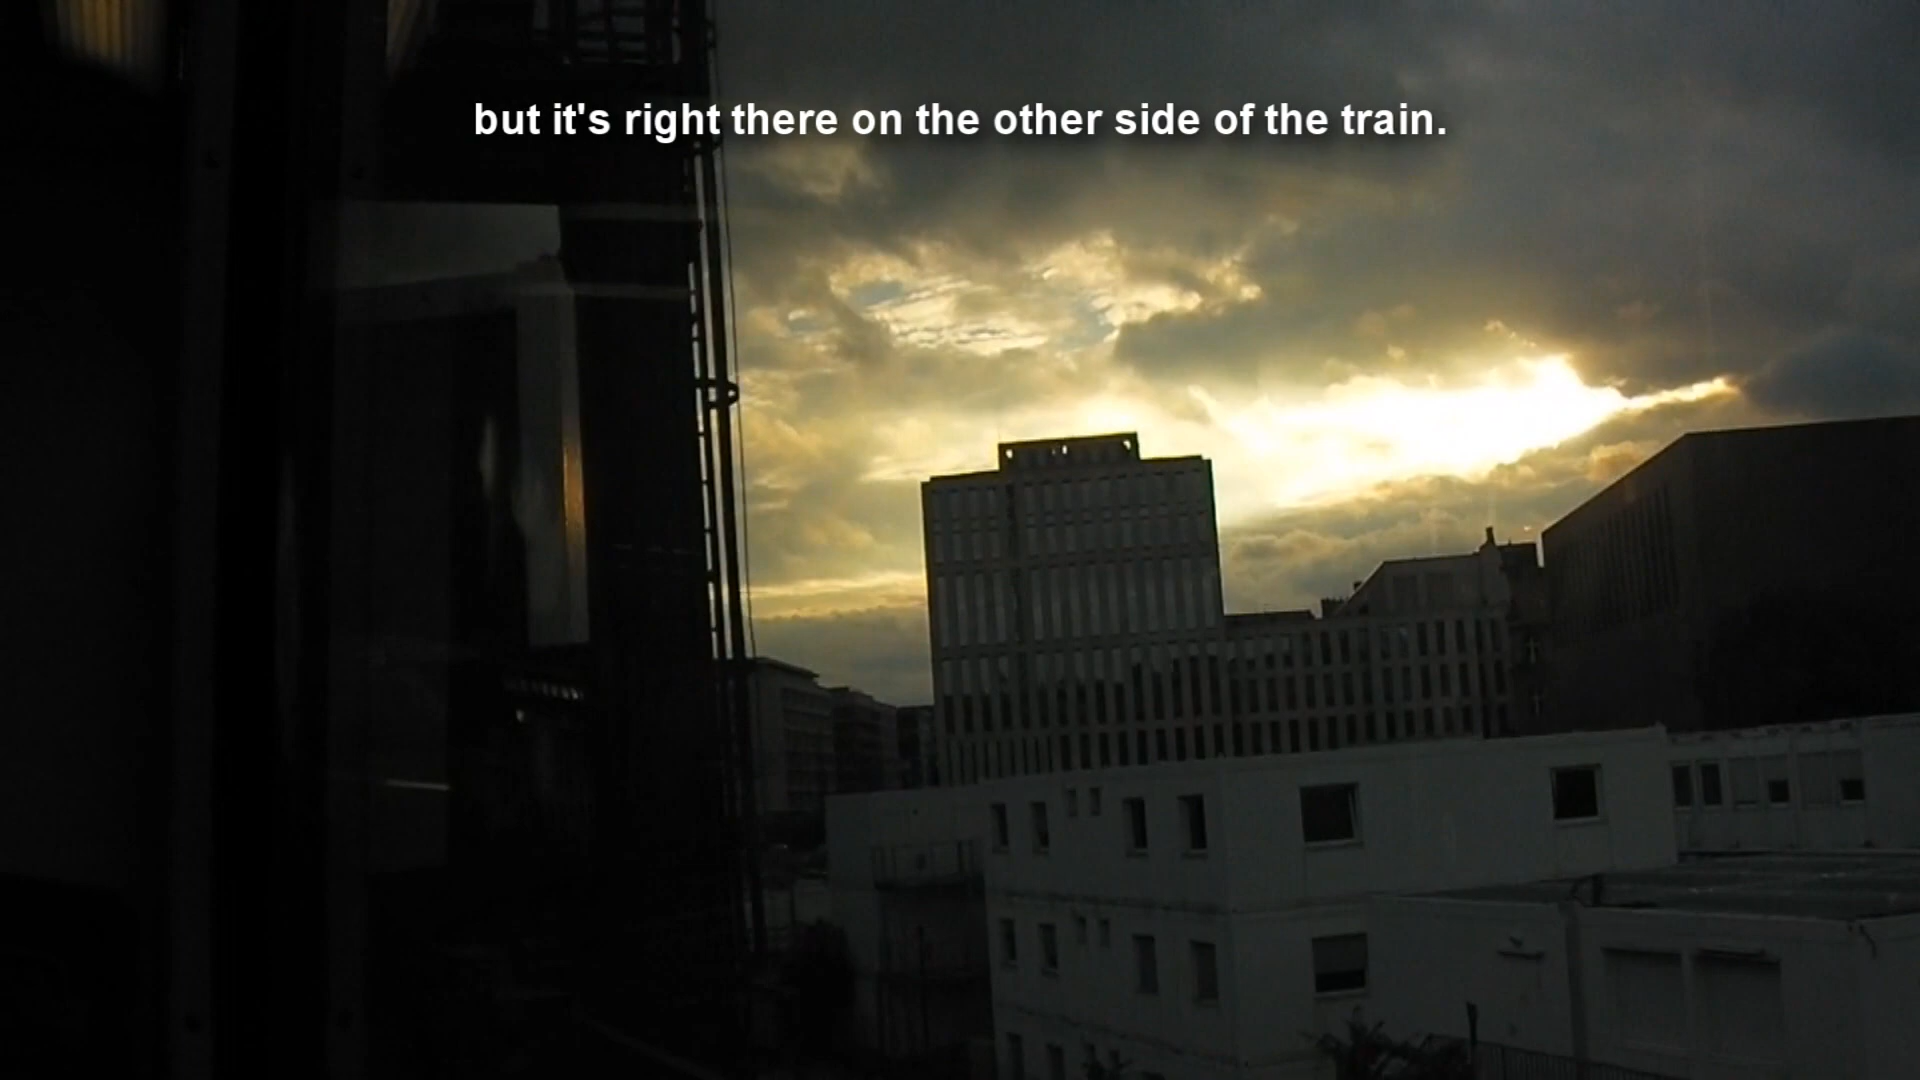 but it's right there on the other side of the train.